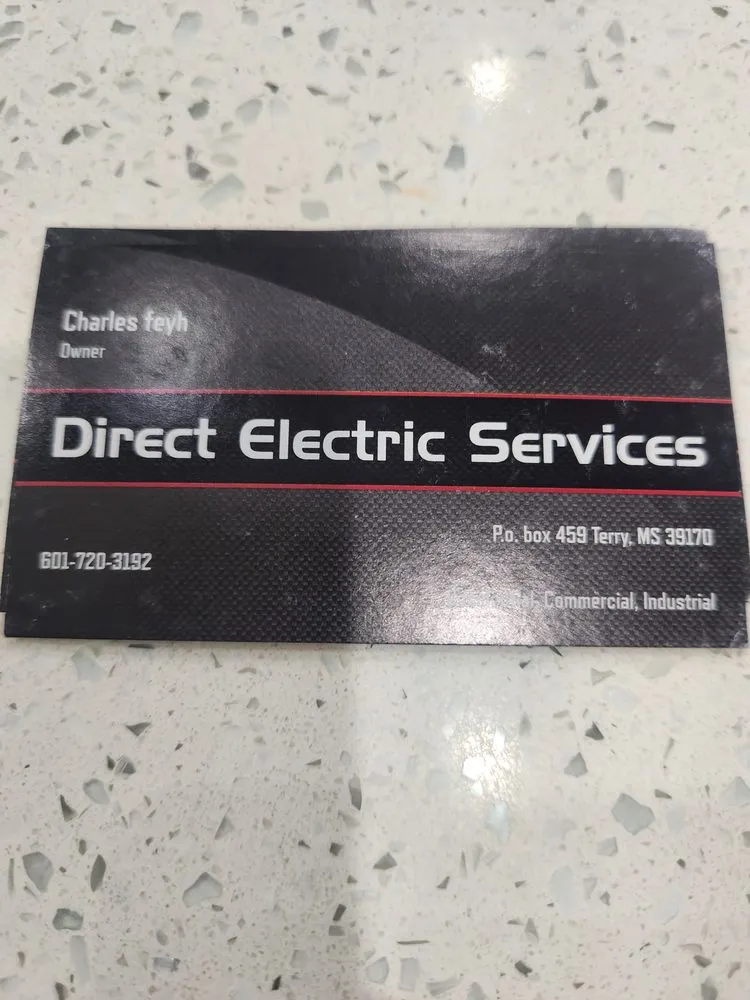 Charles feyh
Owner
Direct Electric Services
P.o. box 459 Terry, MS 39170
601-720-3192
Commercial, Industrial